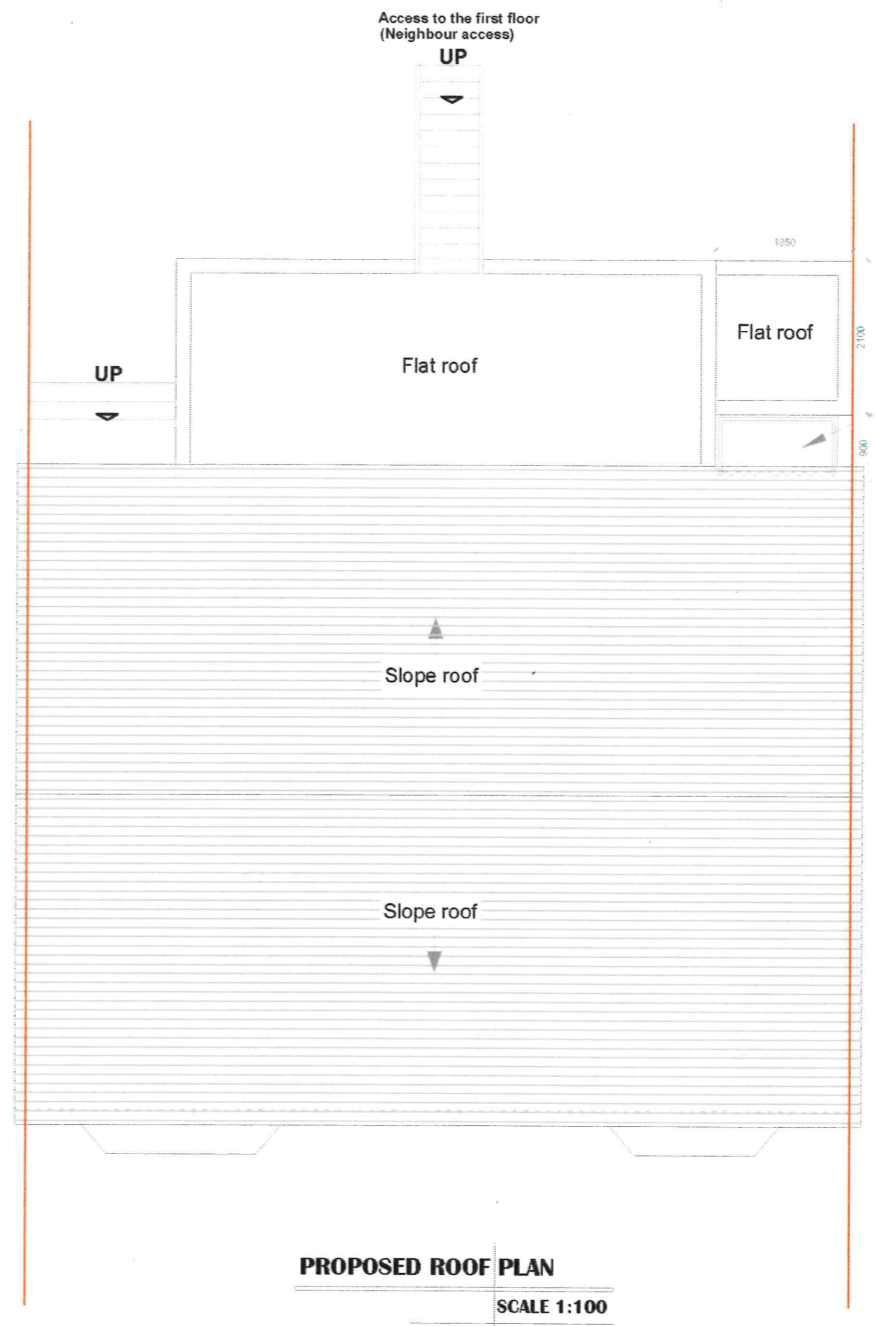 Access to the first floor
(Neighbour access)
UP
1850
Flat roof
2100
Flat roof
UP
900
Slope roof
Slope roof
PROPOSED ROOF PLAN
SCALE 1:100